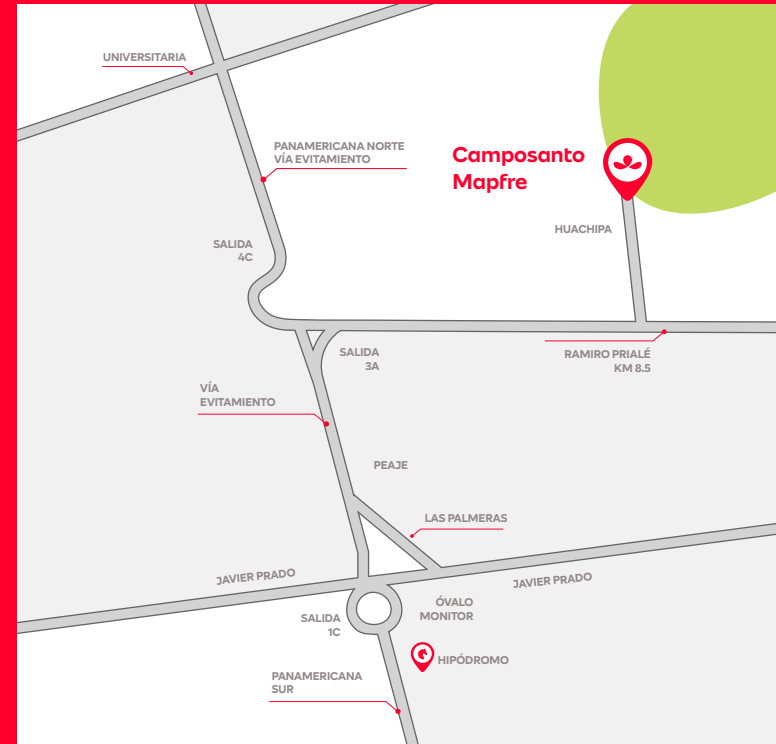 UNIVERSITARIA
PANAMERICANA NORTE
VÍA EVITAMIENTO
Camposanto
Mapfre
HUACHIPA
SALIDA
4C
SALIDA
3A
RAMIRO PRIALÉ
KM 8.5
VÍA
EVITAMIENTO
PEAJE
LAS PALMERAS
JAVIER PRADO
JAVIER PRADO
ÓVALO
MONITOR
SALIDA
1C
HIPÓDROMO
PANAMERICANA
SUR